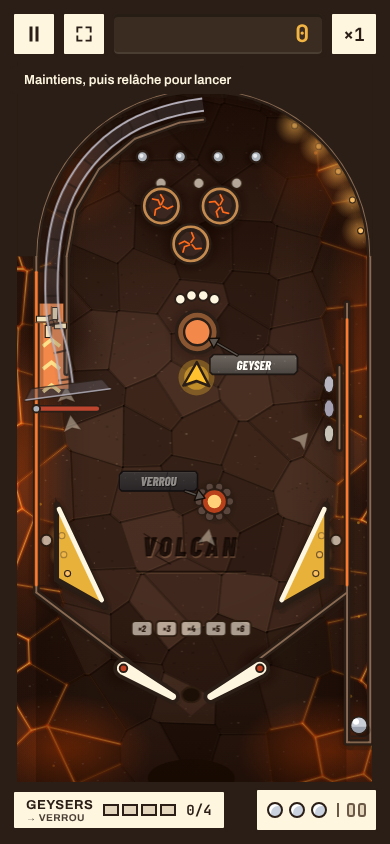 0
×1
Maintiens, puis relâche pour lancer
GEYSER
VERROU
VOLCAN
×2 ×3 ×4 ×5 ×6
GEYSERS
→ VERROU
0/4